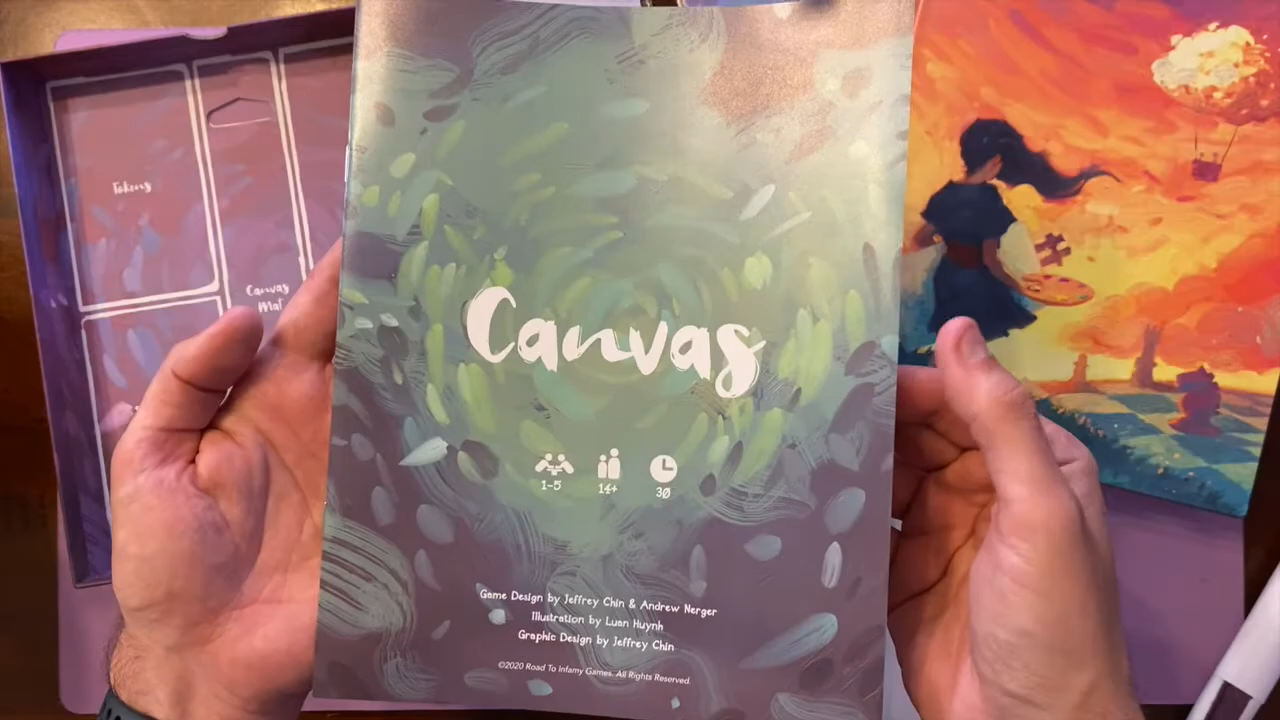 Tokens
Canvas
Mat
Canvas
1-5
14+
30
Game Design by Jeffrey Chin & Andrew Nerger
Illustration by Luan Huynh
Graphic Design by Jeffrey Chin
©2020 Road To Infamy Games. All Rights Reserved.